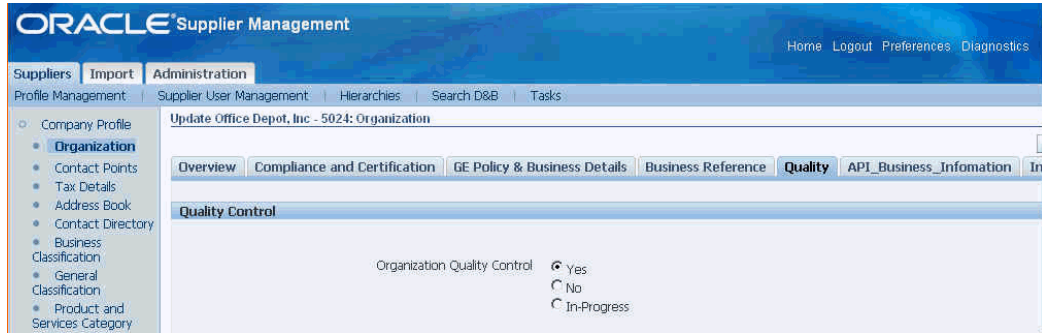 ORACLE Supplier Management
Home Logout Preferences Diagnostics
Suppliers Import Administration
Profile Management | Supplier User Management | Hierarchies | Search D&B | Tasks
Company Profile
Organization
Contact Points
Tax Details
Address Book
Contact Directory
Business
Classification
General
Classification
Product and
Services Category
Update Office Depot, Inc - 5024: Organization
Overview Compliance and Certification GE Policy & Business Details Business Reference Quality API_Business_Infomation In
Quality Control
Organization Quality Control Yes
No
In-Progress